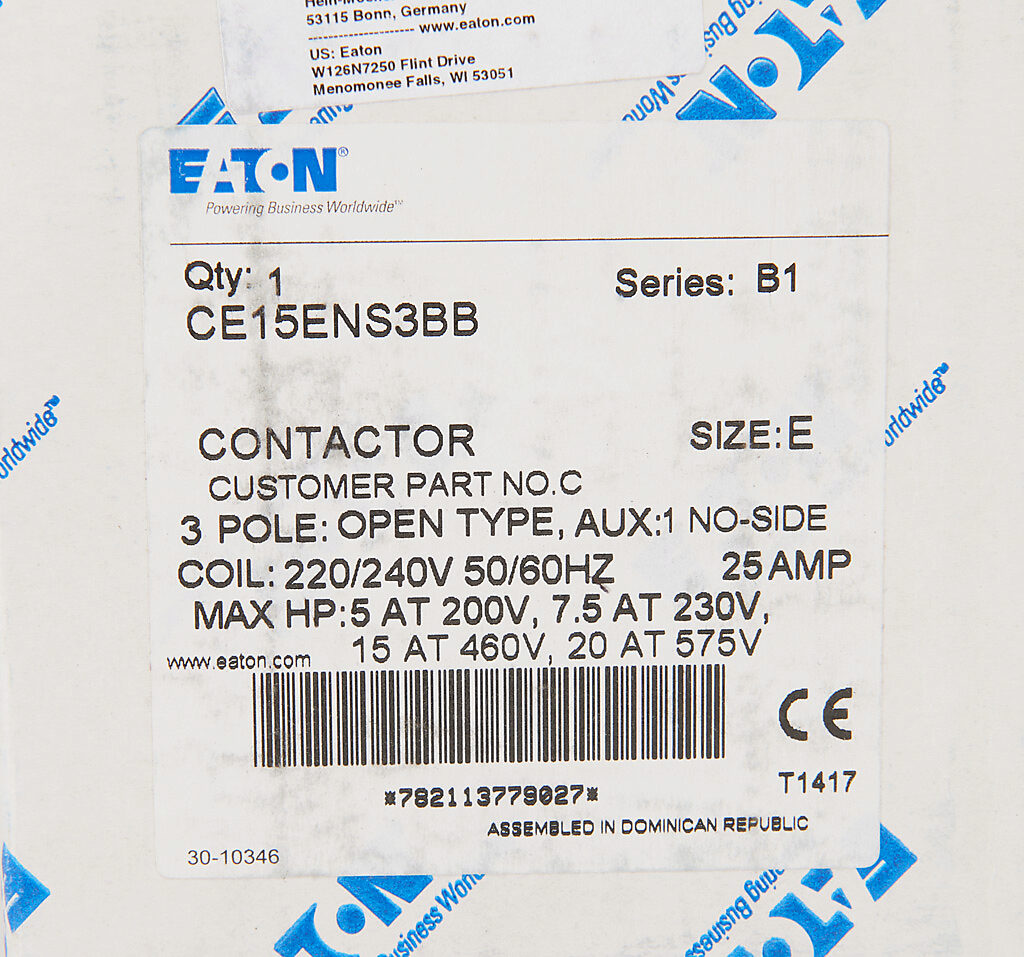 53115 Bonn, Germany
-------------------- www.eaton.com
US: Eaton
W126N7250 Flint Drive
Menomonee Falls, WI 53051
EATON®
Powering Business Worldwide™
Qty: 1
Series: B1
CE15ENS3BB
CONTACTOR
SIZE: E
CUSTOMER PART NO.C
3 POLE: OPEN TYPE, AUX:1 NO-SIDE
COIL: 220/240V 50/60HZ 25 AMP
MAX HP:5 AT 200V, 7.5 AT 230V,
15 AT 460V, 20 AT 575V
www.eaton.com
CE
T1417
*782113779027*
ASSEMBLED IN DOMINICAN REPUBLIC
30-10346